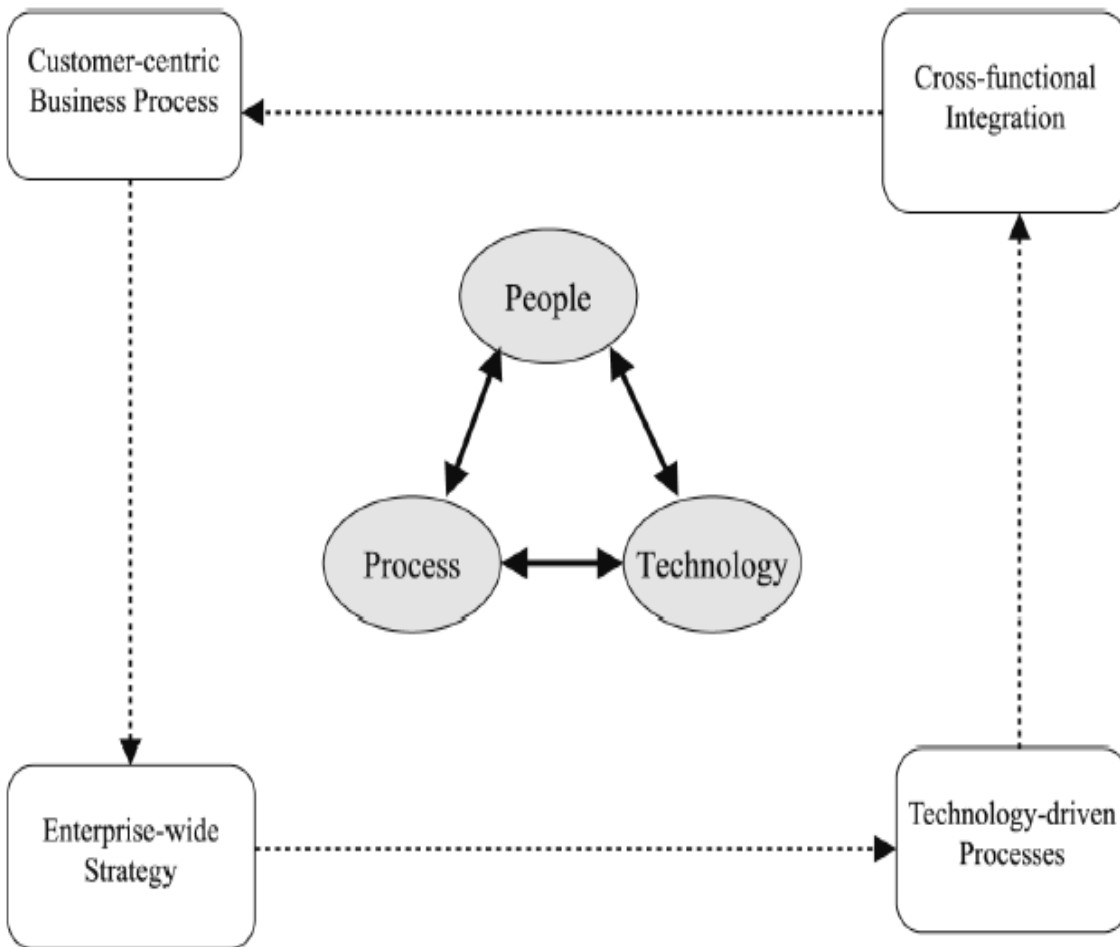 Customer-centric
Business Process
Cross-functional
Integration
People
Process
Technology
Enterprise-wide
Strategy
Technology-driven
Processes